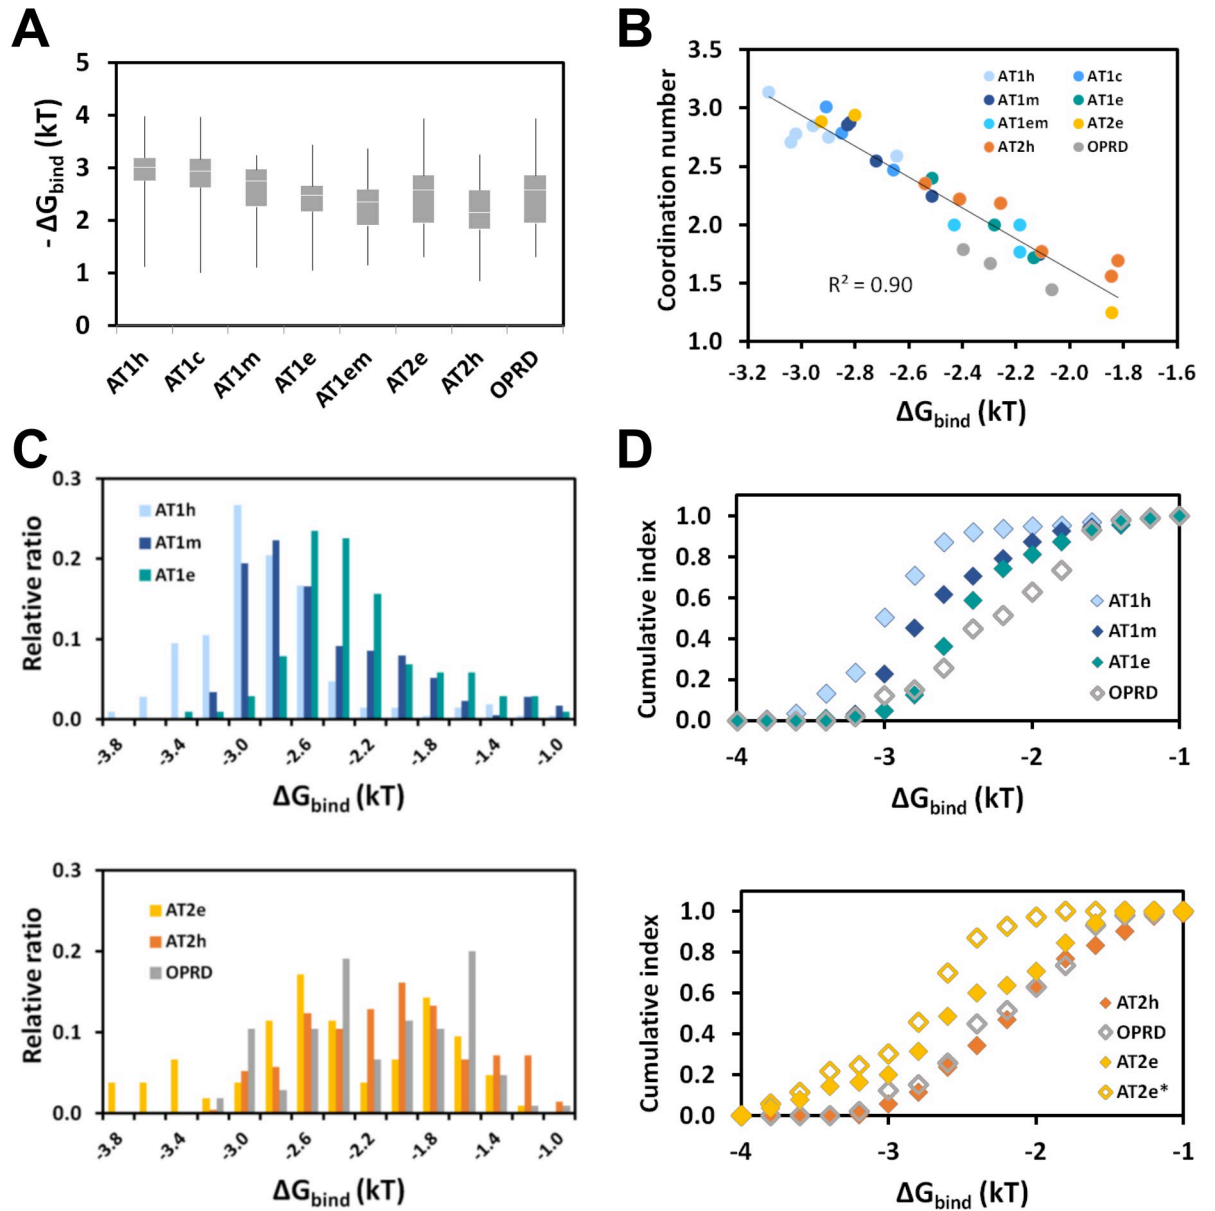 A
- ΔGbind (kT)
5
4
3
2
1
0
AT1h AT1c AT1m AT1e AT1em AT2e AT2h OPRD
B
Coordination number
3.5
3.0
2.5
2.0
1.5
1.0
AT1h AT1c
AT1m AT1e
AT1em AT2e
AT2h OPRD
R² = 0.90
-3.2 -3.0 -2.8 -2.6 -2.4 -2.2 -2.0 -1.8 -1.6
ΔGbind (kT)
C
Relative ratio
0.3
0.2
0.1
0.0
AT1h
AT1m
AT1e
-3.8 -3.4 -3.0 -2.6 -2.2 -1.8 -1.4 -1.0
ΔGbind (kT)
D
Cumulative index
1.0
0.8
0.6
0.4
0.2
0.0
AT1h
AT1m
AT1e
OPRD
-4 -3 -2 -1
ΔGbind (kT)
Relative ratio
0.3
0.2
0.1
0.0
AT2e
AT2h
OPRD
-3.8 -3.4 -3.0 -2.6 -2.2 -1.8 -1.4 -1.0
ΔGbind (kT)
Cumulative index
1.0
0.8
0.6
0.4
0.2
0.0
AT2h
OPRD
AT2e
AT2e*
-4 -3 -2 -1
ΔGbind (kT)